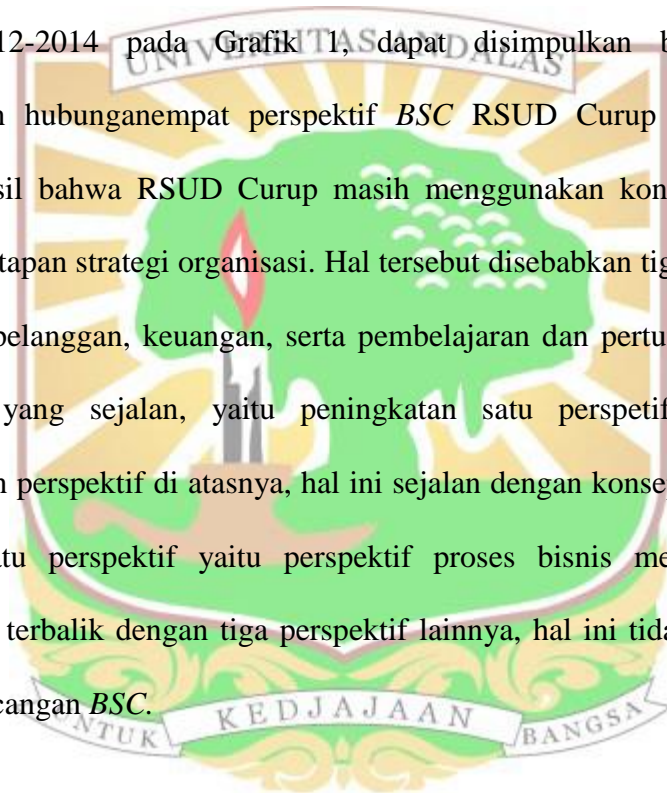 12-2014 pada Grafik 1, dapat disimpulkan b
UNIVERSITAS ANDALAS
n hubunganempat perspektif BSC RSUD Curup
sil bahwa RSUD Curup masih menggunakan kon
tapan strategi organisasi. Hal tersebut disebabkan tig
pelanggan, keuangan, serta pembelajaran dan pertu
yang sejalan, yaitu peningkatan satu perspetif
n perspektif di atasnya, hal ini sejalan dengan konse
atu perspektif yaitu perspektif proses bisnis me
terbalik dengan tiga perspektif lainnya, hal ini tida
cangan BSC.
UNTUK KEDJAJAAN BANGSA